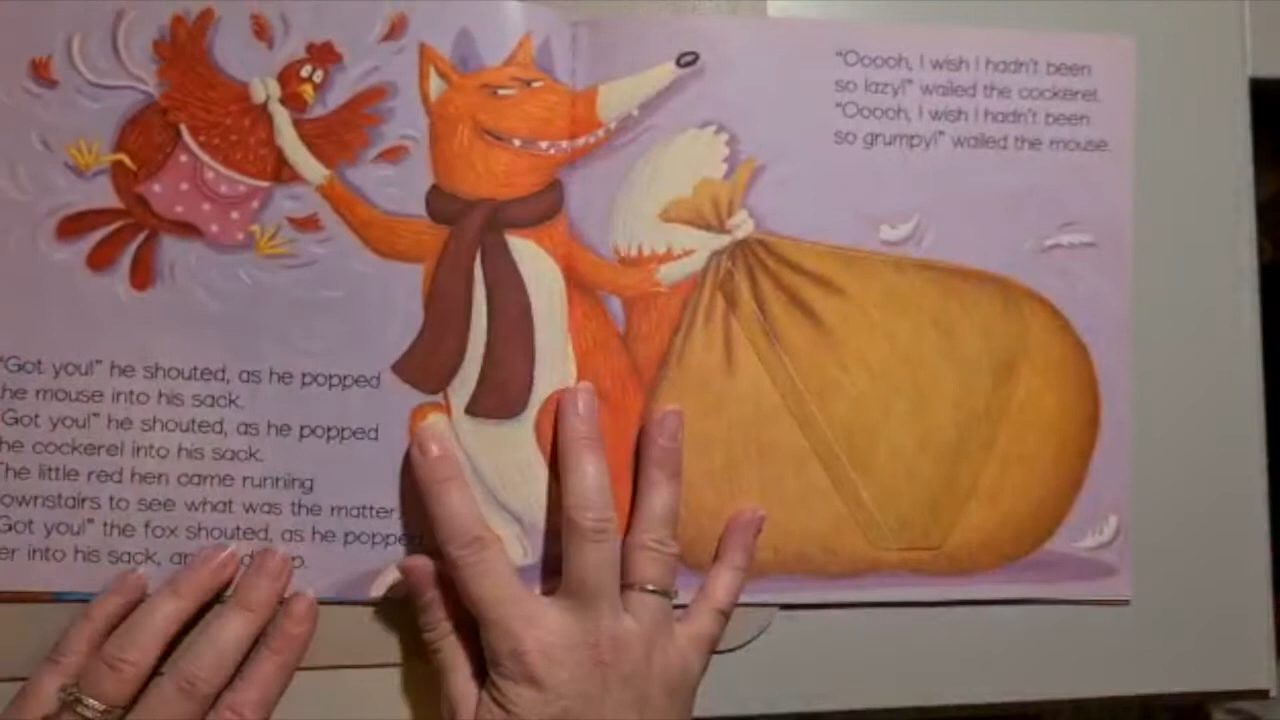 "Got you!" he shouted, as he popped
he mouse into his sack.
Got you!" he shouted, as he popped
he cockerel into his sack.
The little red hen came running
ownstairs to see what was the matter.
Got you!" the fox shouted, as he popped
er into his sack,
"Ooooh, I wish I hadn't been
so lazy!" wailed the cockerel.
"Ooooh, I wish I hadn't been
so grumpy!" wailed the mouse.